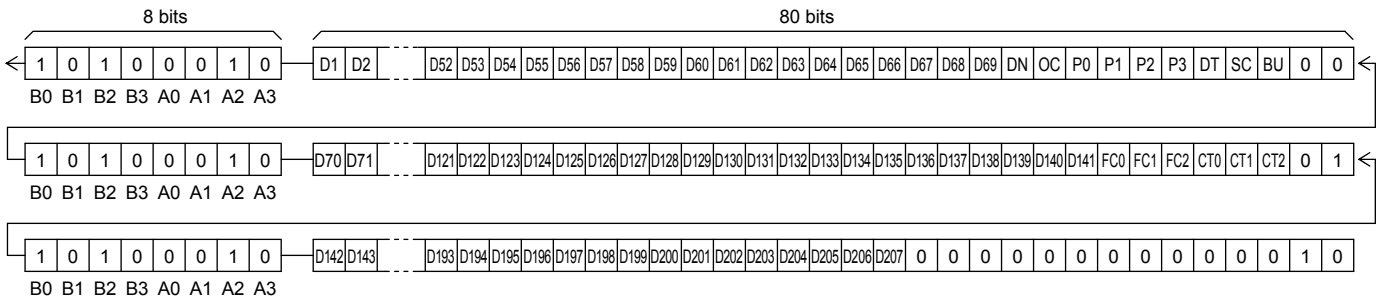 8 bits 80 bits
1 0 1 0 0 0 1 0 D1 D2 D52 D53 D54 D55 D56 D57 D58 D59 D60 D61 D62 D63 D64 D65 D66 D67 D68 D69 DN OC P0 P1 P2 P3 DT SC BU 0 0
B0 B1 B2 B3 A0 A1 A2 A3
1 0 1 0 0 0 1 0 D70 D71 D121 D122 D123 D124 D125 D126 D127 D128 D129 D130 D131 D132 D133 D134 D135 D136 D137 D138 D139 D140 D141 FC0 FC1 FC2 CT0 CT1 CT2 0 1
B0 B1 B2 B3 A0 A1 A2 A3
1 0 1 0 0 0 1 0 D142 D143 D193 D194 D195 D196 D197 D198 D199 D200 D201 D202 D203 D204 D205 D206 D207 0 0 0 0 0 0 0 0 0 0 0 0 0 1 0
B0 B1 B2 B3 A0 A1 A2 A3